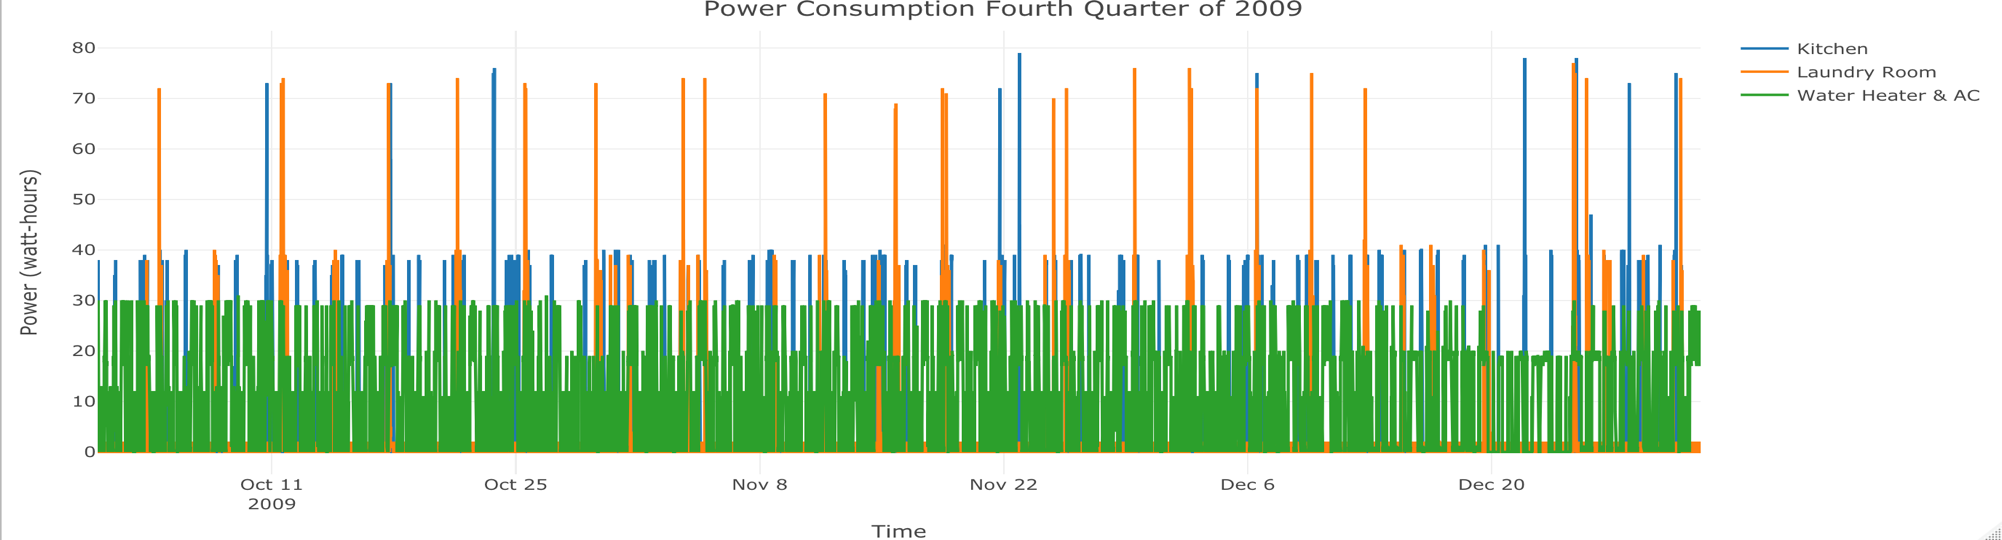 Power Consumption Fourth Quarter of 2009
Power (watt-hours)
80
70
60
50
40
30
20
10
0
Oct 11
2009
Oct 25
Nov 8
Nov 22
Dec 6
Dec 20
Time
Kitchen
Laundry Room
Water Heater & AC